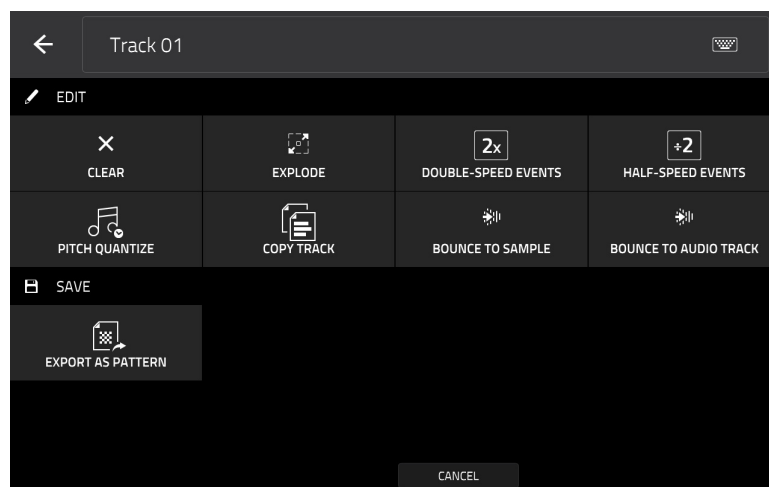 Track 01
EDIT
CLEAR
EXPLODE
2x
DOUBLE-SPEED EVENTS
÷2
HALF-SPEED EVENTS
PITCH QUANTIZE
COPY TRACK
BOUNCE TO SAMPLE
BOUNCE TO AUDIO TRACK
SAVE
EXPORT AS PATTERN
CANCEL